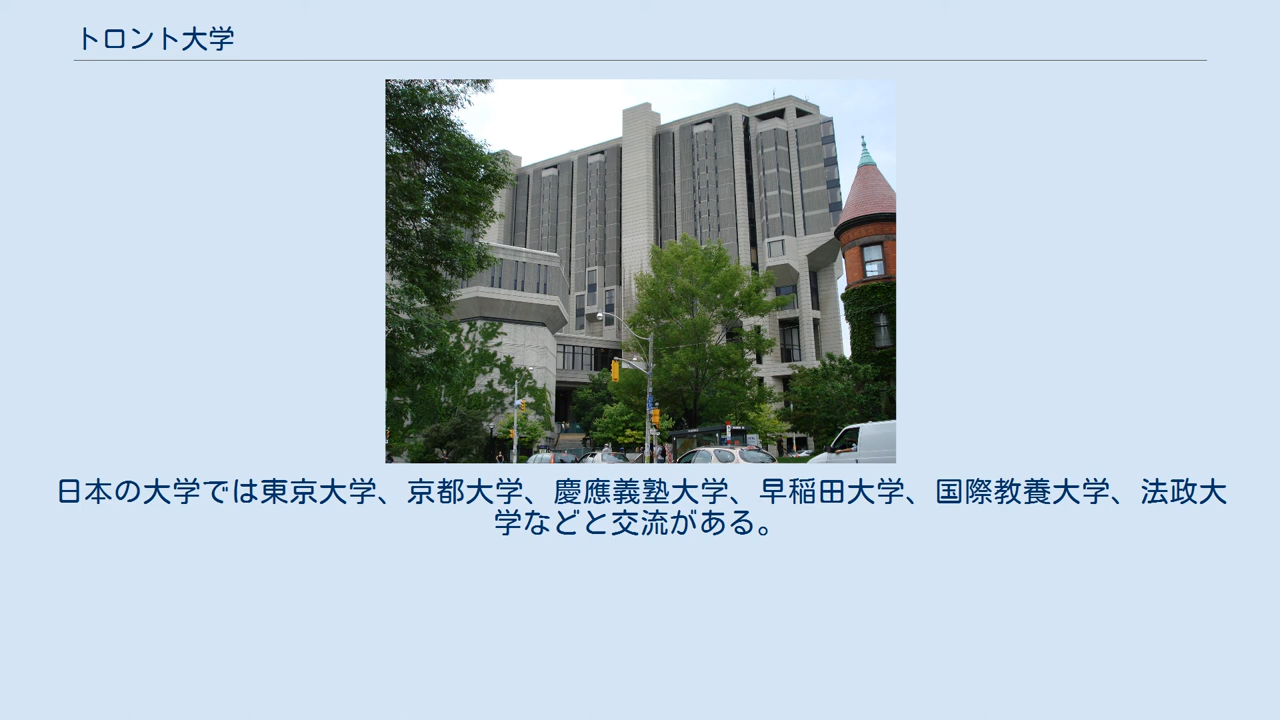 トロント大学
日本の大学では東京大学、京都大学、慶應義塾大学、早稲田大学、国際教養大学、法政大
学などと交流がある。